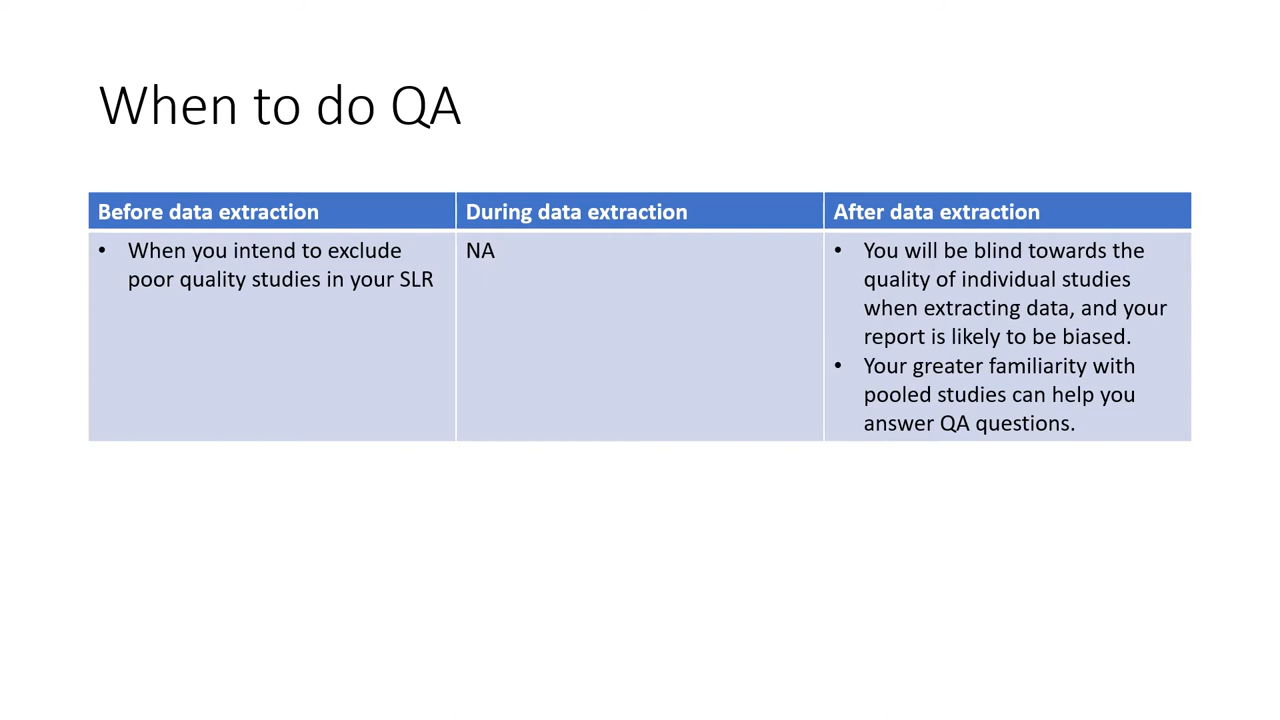 When to do QA
Before data extraction
During data extraction
After data extraction
• When you intend to exclude
poor quality studies in your SLR
NA
• You will be blind towards the
quality of individual studies
when extracting data, and your
report is likely to be biased.
• Your greater familiarity with
pooled studies can help you
answer QA questions.